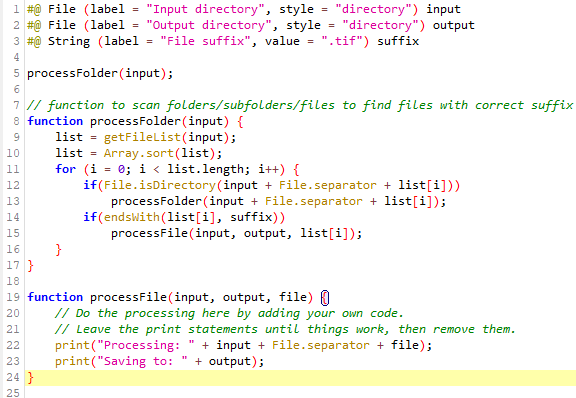 1 #@ File (label = "Input directory", style = "directory") input
2 #@ File (label = "Output directory", style = "directory") output
3 #@ String (label = "File suffix", value = ".tif") suffix
4
5 processFolder(input);
6
7 // function to scan folders/subfolders/files to find files with correct suffix
8 function processFolder(input) {
9     list = getFileList(input);
10     list = Array.sort(list);
11     for (i = 0; i < list.length; i++) {
12         if(File.isDirectory(input + File.separator + list[i]))
13             processFolder(input + File.separator + list[i]);
14         if(endsWith(list[i], suffix))
15             processFile(input, output, list[i]);
16     }
17 }
18
19 function processFile(input, output, file) {
20     // Do the processing here by adding your own code.
21     // Leave the print statements until things work, then remove them.
22     print("Processing: " + input + File.separator + file);
23     print("Saving to: " + output);
24 }
25